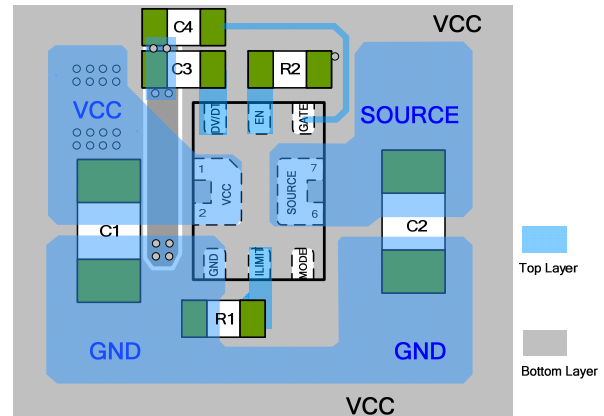 C4
VCC
C3
R2
VCC
DV/DT
EN
GATE
SOURCE
1
VCC
2
7
SOURCE
6
C1
C2
GND
ILIMIT
MODE
Top Layer
R1
GND
GND
Bottom Layer
VCC